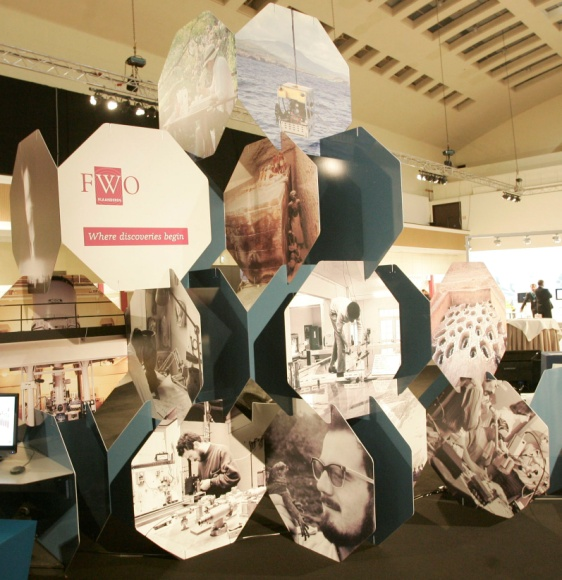 FWO
VLAANDEREN
Where discoveries begin